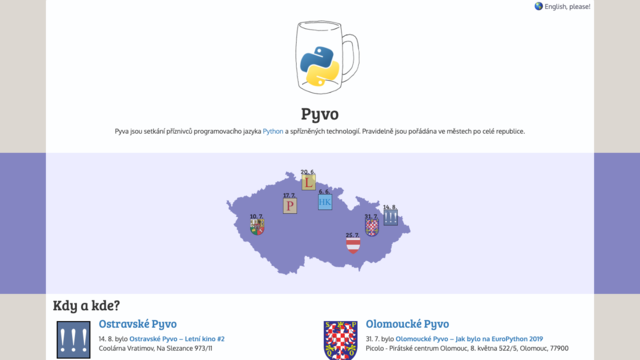 English, please!
Pyvo
Pyva jsou setkání příznivců programovacího jazyka Python a spřízněných technologií. Pravidelně jsou pořádána ve městech po celé republice.
20. 6.
L
6. 6.
HK
17. 7.
P
10. 7.
31. 7.
14. 8.
!!!
25. 7.
Kdy a kde?
!!!
Ostravské Pyvo
14. 8. bylo Ostravské Pyvo – Letní kino #2
Coolárna Vratimov, Na Slezance 973/11
Olomoucké Pyvo
31. 7. bylo Olomoucké Pyvo – Jak bylo na EuroPython 2019
Picolo - Pirátské centrum Olomouc, 8. května 522/5, Olomouc, 77900